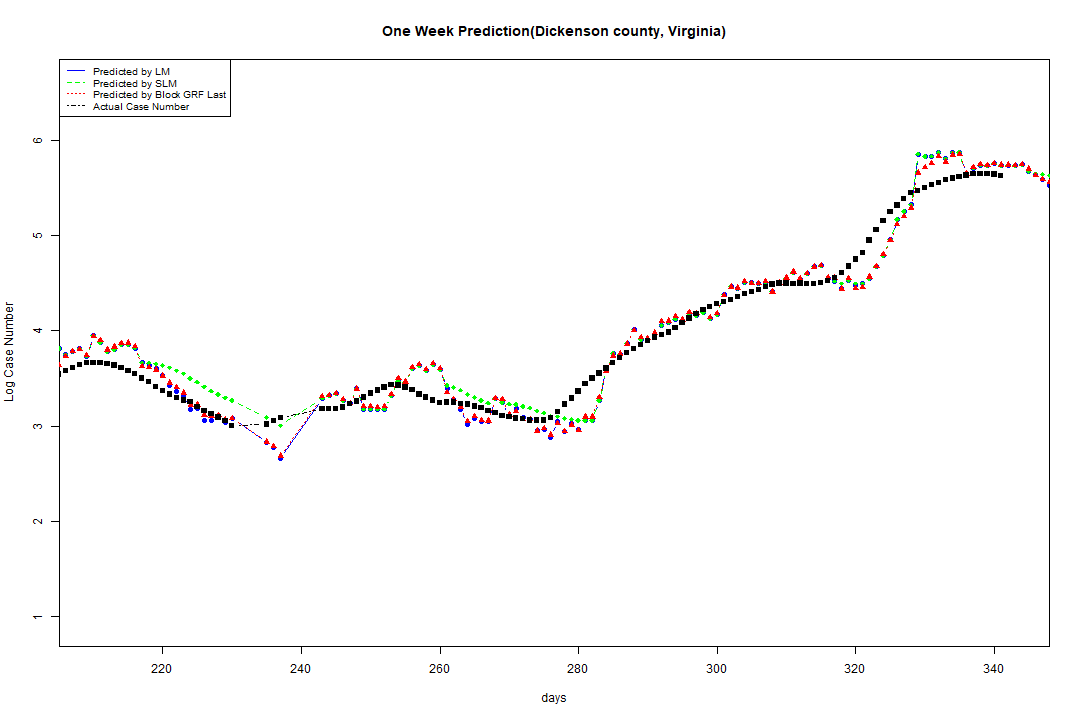 One Week Prediction(Dickenson county, Virginia)
Predicted by LM
Predicted by SLM
Predicted by Block GRF Last
Actual Case Number
Log Case Number
6
5
4
3
2
1
220 240 260 280 300 320 340
days